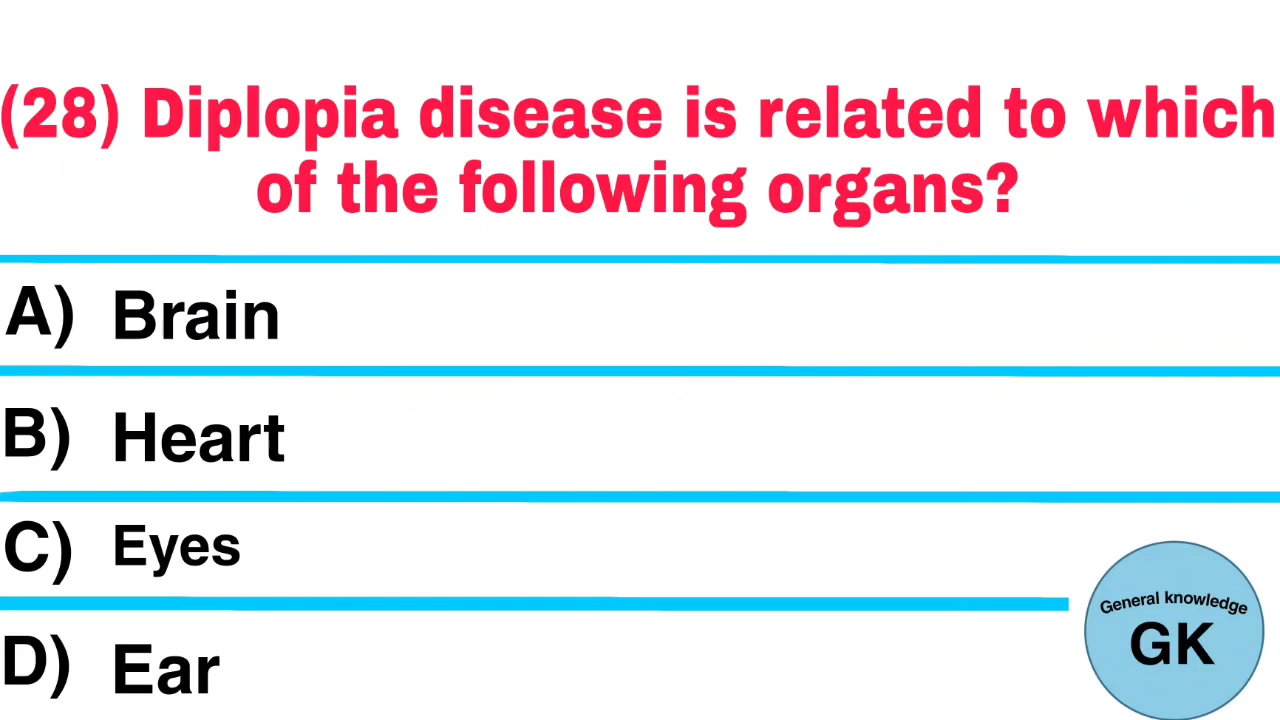 (28) Diplopia disease is related to which
of the following organs?
A) Brain
B) Heart
C) Eyes
D) Ear
General knowledge
GK